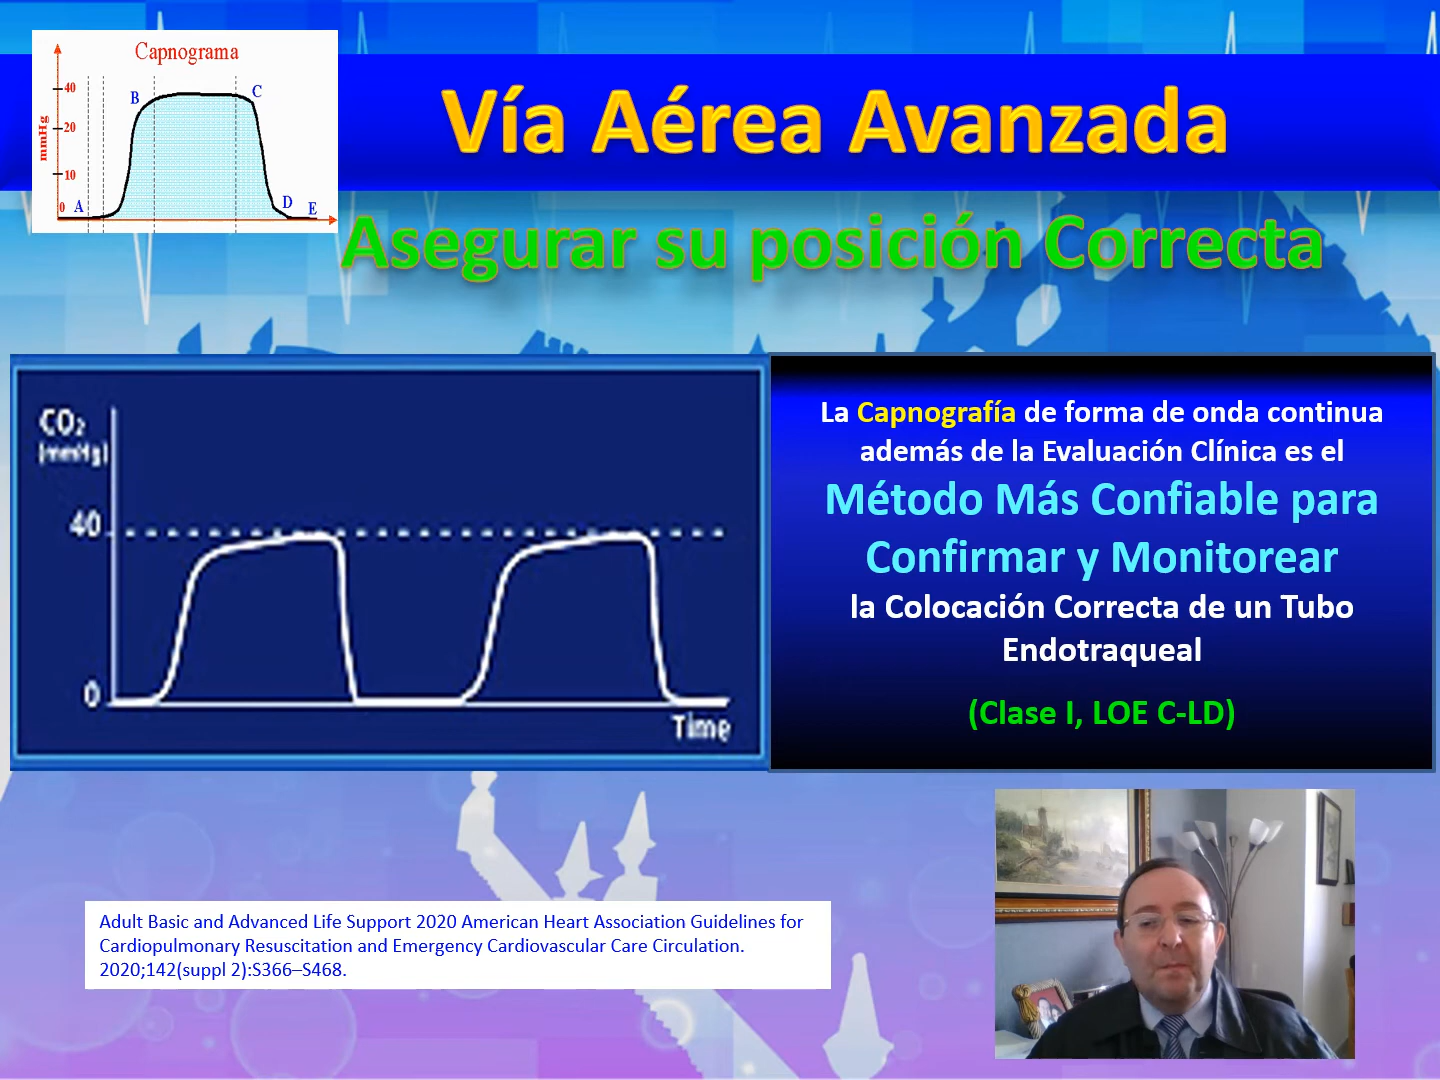 Capnograma
mmHg
40
20
10
0
A
B
C
D
E
Vía Aérea Avanzada
Asegurar su posición Correcta
CO₂
(mmHg)
40
0
Time
La Capnografía de forma de onda continua
además de la Evaluación Clínica es el
Método Más Confiable para
Confirmar y Monitorear
la Colocación Correcta de un Tubo
Endotraqueal
(Clase I, LOE C-LD)
Adult Basic and Advanced Life Support 2020 American Heart Association Guidelines for
Cardiopulmonary Resuscitation and Emergency Cardiovascular Care Circulation.
2020;142(suppl 2):S366–S468.